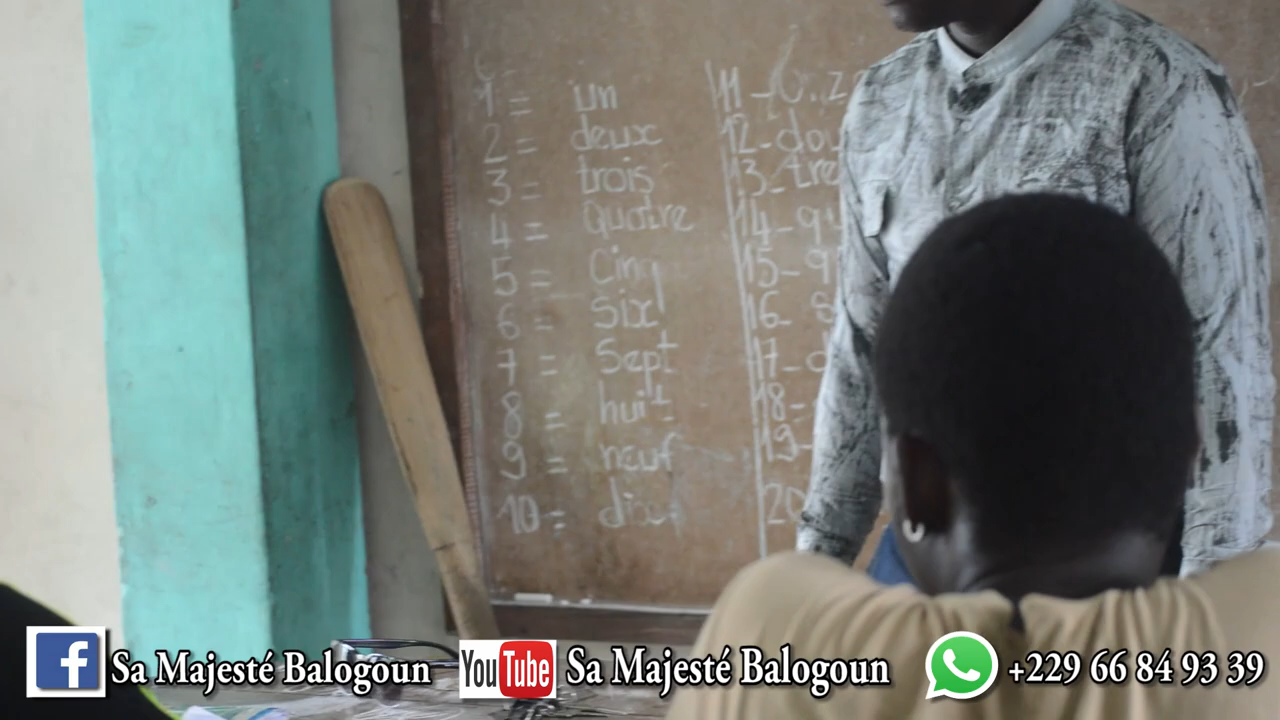 1 = un
2 = deux
3 = trois
4 = quatre
5 = Cinq
6 = Six
7 = Sept
8 = huit
9 = neuf
10 =
11 -
12 - dou
13 - tre
14 - q
15 - q
16 -
17 - d
18 -
19 -
20
Sa Majesté Balogoun
YouTube Sa Majesté Balogoun
+229 66 84 93 39